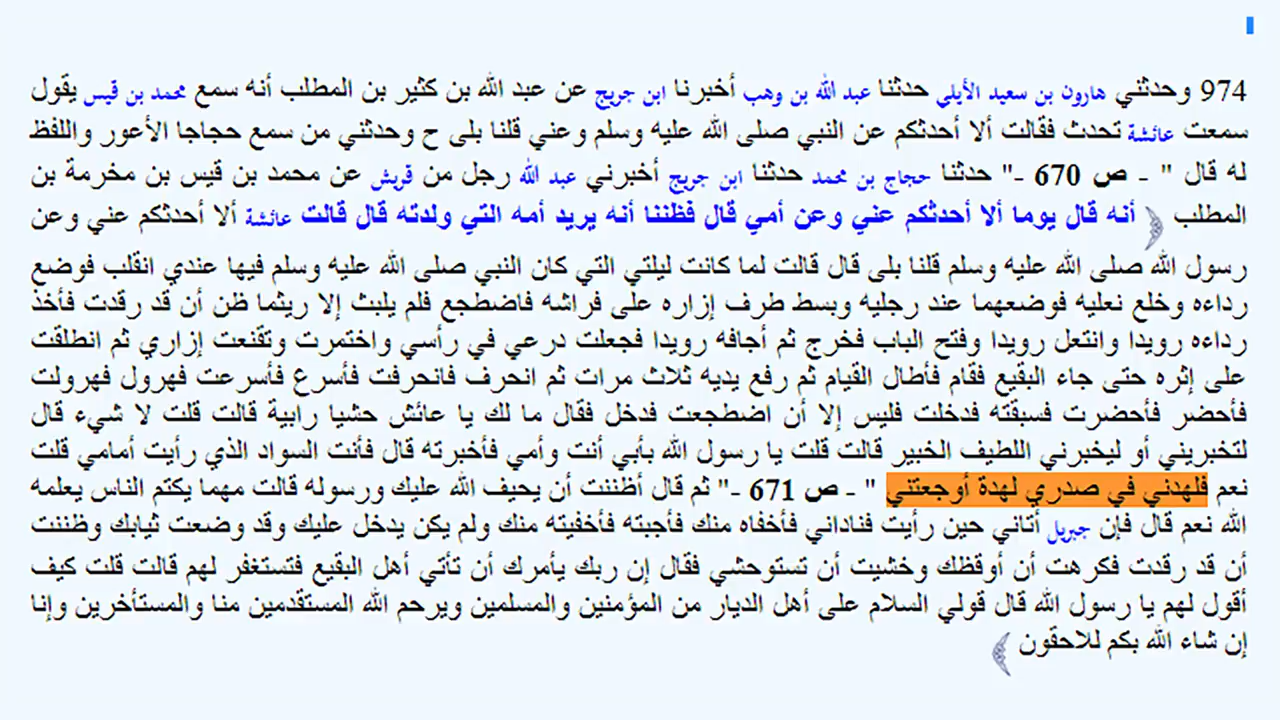 974 وحدثني هارون بن سعيد الأيلي حدثنا عبد الله بن وهب أخبرنا ابن جريج عن عبد الله بن كثير بن المطلب أنه سمع محمد بن قيس يقول
سمعت عائشة تحدث فقالت ألا أحدثكم عن النبي صلى الله عليه وسلم وعني قلنا بلى ح وحدثني من سمع حجاجا الأعور واللفظ
له قال " - ص 670 -" حدثنا حجاج بن محمد حدثنا ابن جريج أخبرني عبد الله رجل من قريش عن محمد بن قيس بن مخرمة بن
المطلب ﴿ أنه قال يوما ألا أحدثكم عني وعن أمي قال فظننا أنه يريد أمه التي ولدته قال قالت عائشة ألا أحدثكم عني وعن
رسول الله صلى الله عليه وسلم قلنا بلى قال قالت لما كانت ليلتي التي كان النبي صلى الله عليه وسلم فيها عندي انقلب فوضع
رداءه وخلع نعليه فوضعهما عند رجليه وبسط طرف إزاره على فراشه فاضطجع فلم يلبث إلا ريثما ظن أن قد رقدت فأخذ
رداءه رويدا وانتعل رويدا وفتح الباب فخرج ثم أجافه رويدا فجعلت درعي في رأسي واختمرت وتقنعت إزاري ثم انطلقت
على إثره حتى جاء البقيع فقام فأطال القيام ثم رفع يديه ثلاث مرات ثم انحرف فانحرفت فأسرع فأسرعت فهرول فهرولت
فأحضر فأحضرت فسبقته فدخلت فليس إلا أن اضطجعت فدخل فقال ما لك يا عائش حشيا رابية قالت قلت لا شيء قال
لتخبريني أو ليخبرني اللطيف الخبير قالت قلت يا رسول الله بأبي أنت وأمي فأخبرته قال فأنت السواد الذي رأيت أمامي قلت
نعم فلهدني في صدري لهدة أوجعتني " - ص 671 -" ثم قال أظننت أن يحيف الله عليك ورسوله قالت مهما يكتم الناس يعلمه
الله نعم قال فإن جبريل أتاني حين رأيت فناداني فأخفاه منك فأجبته فأخفيته منك ولم يكن يدخل عليك وقد وضعت ثيابك وظننت
أن قد رقدت فكرهت أن أوقظك وخشيت أن تستوحشي فقال إن ربك يأمرك أن تأتي أهل البقيع فتستغفر لهم قالت قلت كيف
أقول لهم يا رسول الله قال قولي السلام على أهل الديار من المؤمنين والمسلمين ويرحم الله المستقدمين منا والمستأخرين وإنا
إن شاء الله بكم للاحقون ﴾